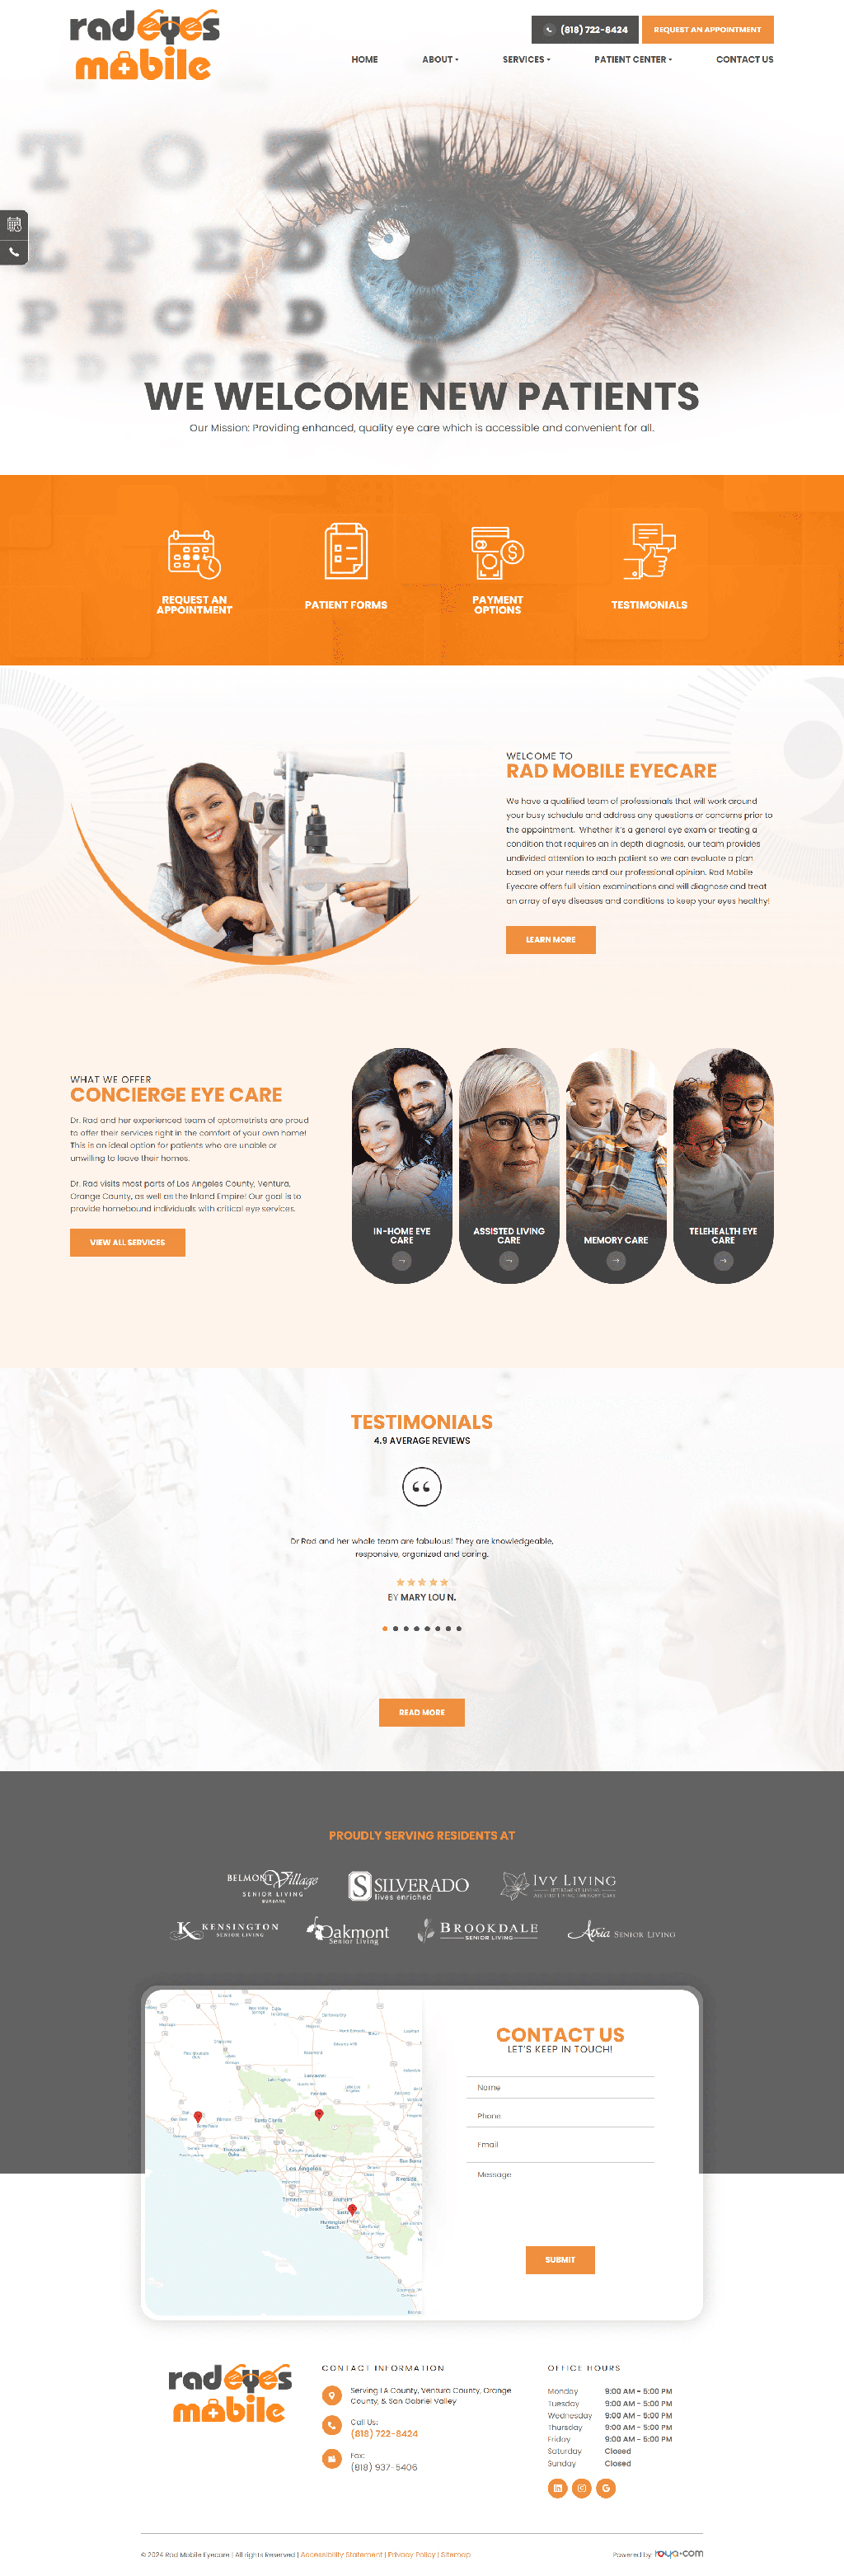 rad eyes
mobile
(818) 722-8424
REQUEST AN APPOINTMENT
HOME
ABOUT
SERVICES
PATIENT CENTER
CONTACT US
T O Z
L P E D
P E C F D
E D F C Z P
WE WELCOME NEW PATIENTS
Our Mission: Providing enhanced, quality eye care which is accessible and convenient for all.
REQUEST AN
APPOINTMENT
PATIENT FORMS
PAYMENT
OPTIONS
TESTIMONIALS
WELCOME TO
RAD MOBILE EYECARE
We have a qualified team of professionals that will work around
your busy schedule and address any questions or concerns prior to
the appointment. Whether it's a general eye exam or treating a
condition that requires an in depth diagnosis, our team provides
undivided attention to each patient so we can evaluate a plan
based on your needs and our professional opinion. Rad Mobile
Eyecare offers full vision examinations and will diagnose and treat
an array of eye diseases and conditions to keep your eyes healthy!
LEARN MORE
WHAT WE OFFER
CONCIERGE EYE CARE
Dr. Rad and her experienced team of optometrists are proud
to offer their services right in the comfort of your own home!
This is an ideal option for patients who are unable or
unwilling to leave their homes.
Dr. Rad visits most parts of Los Angeles County, Ventura,
Orange County, as well as the Inland Empire! Our goal is to
provide homebound individuals with critical eye services.
VIEW ALL SERVICES
IN-HOME EYE
CARE
ASSISTED LIVING
CARE
MEMORY CARE
TELEHEALTH EYE
CARE
TESTIMONIALS
4.9 AVERAGE REVIEWS
Dr Rad and her whole team are fabulous! They are knowledgeable,
responsive, organized and caring.
BY MARY LOU N.
READ MORE
PROUDLY SERVING RESIDENTS AT
BELMONT Village
SENIOR LIVING
BURBANK
S SILVERADO
lives enriched
IVY LIVING
K KENSINGTON
SENIOR LIVING
Oakmont
Senior Living
BROOKDALE
SENIOR LIVING
Atria SENIOR LIVING
Santa Clarita
Los Angeles
Riverside
Torrance
Anaheim
Long Beach
Huntington Beach
CONTACT US
LET'S KEEP IN TOUCH!
Name
Phone
Email
Message
SUBMIT
rad eyes
mobile
CONTACT INFORMATION
Serving LA County, Ventura County, Orange
County, & San Gabriel Valley
Call Us:
(818) 722-8424
Fax:
(818) 937-5406
OFFICE HOURS
Monday 9:00 AM - 5:00 PM
Tuesday 9:00 AM - 5:00 PM
Wednesday 9:00 AM - 5:00 PM
Thursday 9:00 AM - 5:00 PM
Friday 9:00 AM - 5:00 PM
Saturday Closed
Sunday Closed
© 2024 Rad Mobile Eyecare | All rights Reserved | Accessibility Statement | Privacy Policy | Sitemap
Powered by: roya.com